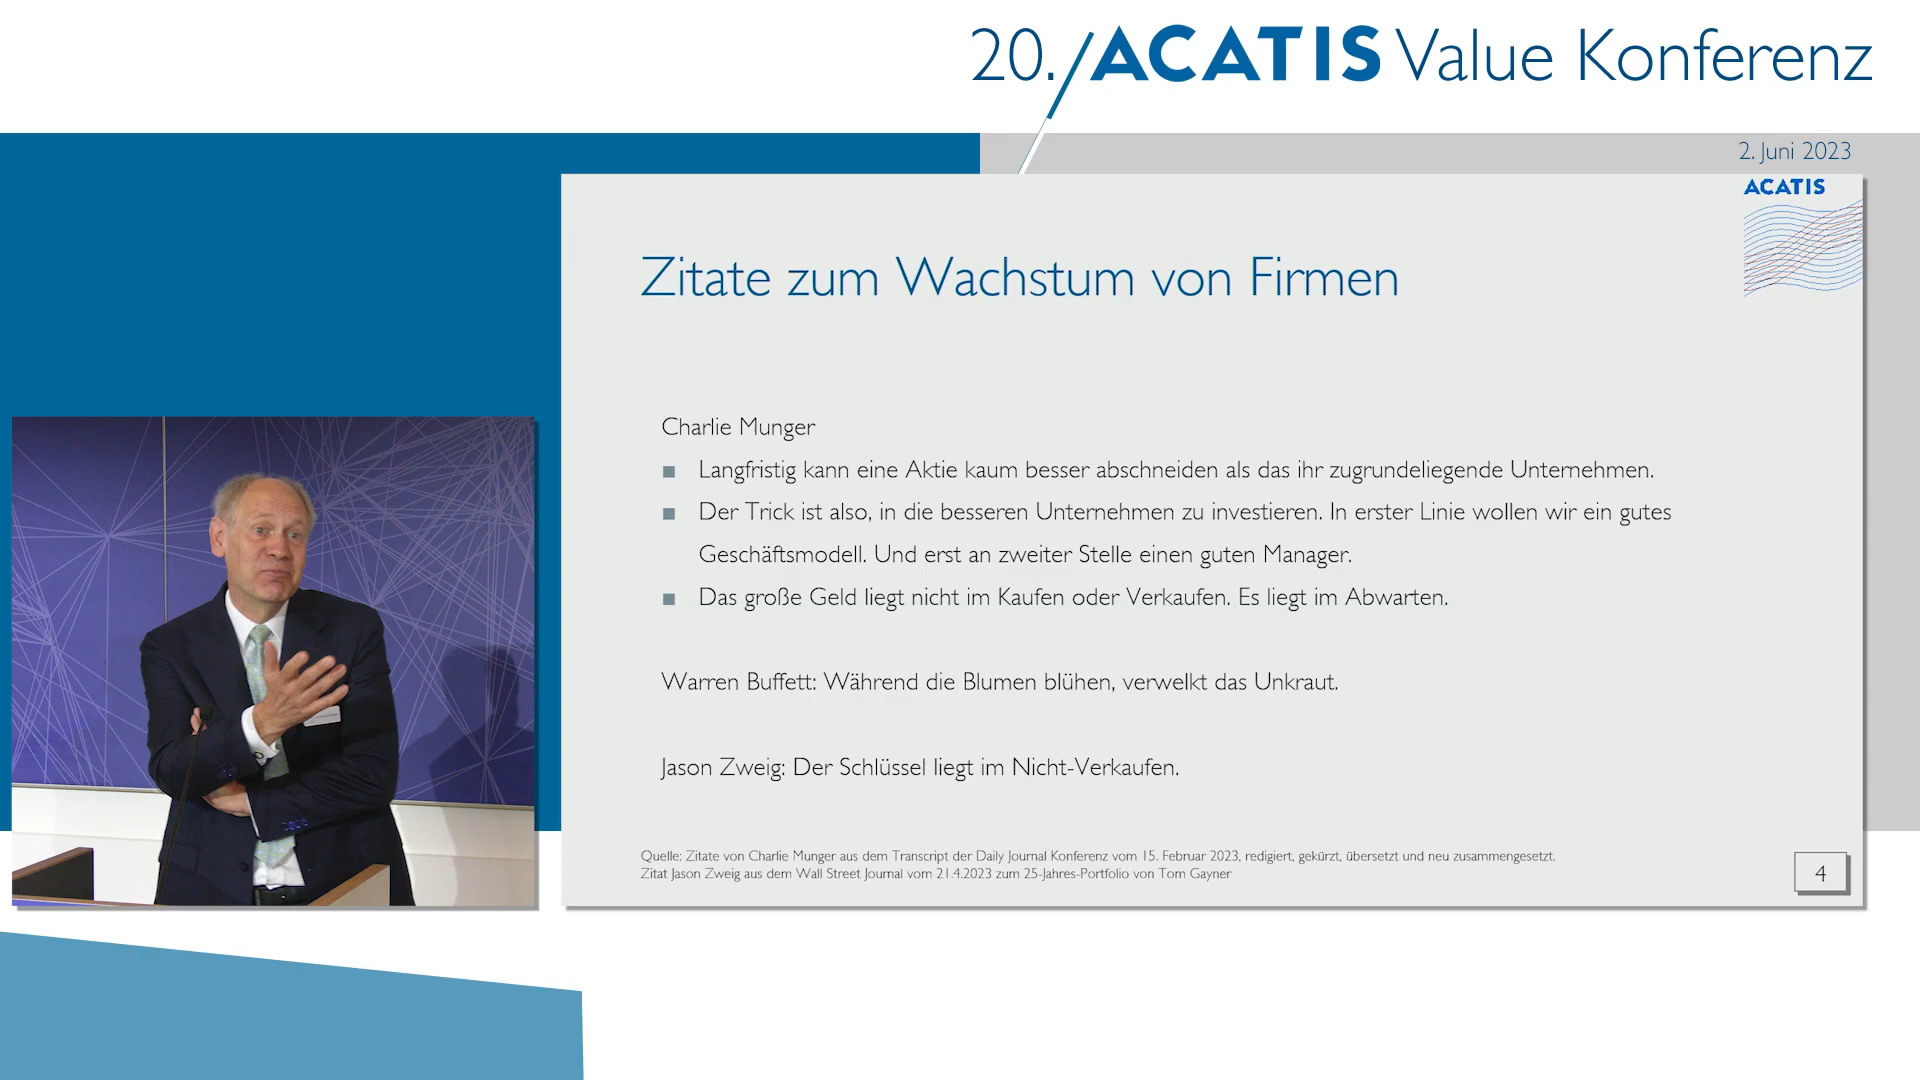 20. ACATIS Value Konferenz
2. Juni 2023
ACATIS
Zitate zum Wachstum von Firmen
Charlie Munger
■ Langfristig kann eine Aktie kaum besser abschneiden als das ihr zugrundeliegende Unternehmen.
■ Der Trick ist also, in die besseren Unternehmen zu investieren. In erster Linie wollen wir ein gutes
Geschäftsmodell. Und erst an zweiter Stelle einen guten Manager.
■ Das große Geld liegt nicht im Kaufen oder Verkaufen. Es liegt im Abwarten.
Warren Buffett: Während die Blumen blühen, verwelkt das Unkraut.
Jason Zweig: Der Schlüssel liegt im Nicht-Verkaufen.
Quelle: Zitate von Charlie Munger aus dem Transcript der Daily Journal Konferenz vom 15. Februar 2023, redigiert, gekürzt, übersetzt und neu zusammengesetzt.
Zitat Jason Zweig aus dem Wall Street Journal vom 21.4.2023 zum 25-Jahres-Portfolio von Tom Gayner
4